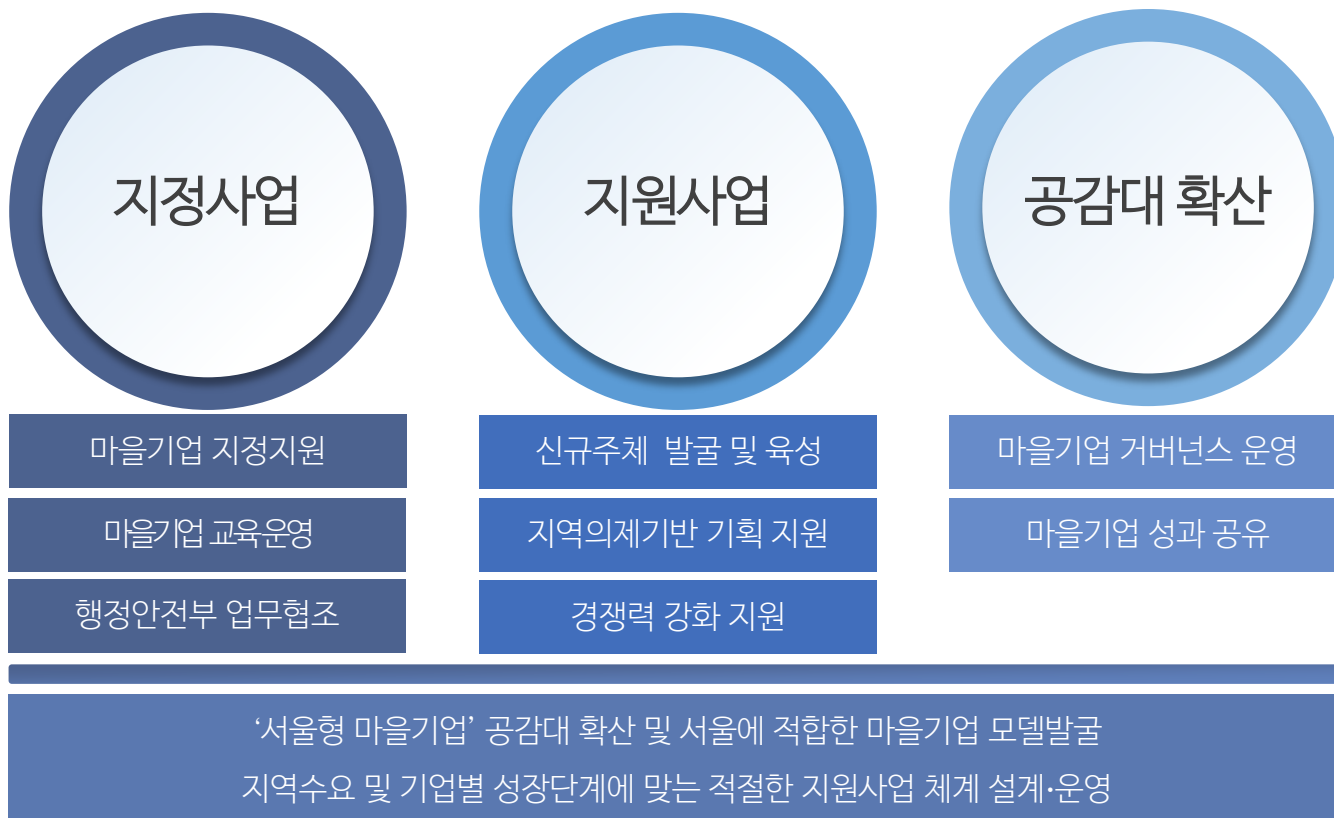 지정사업
마을기업 지정지원
마을기업 교육운영
행정안전부 업무협조
지원사업
신규주체 발굴 및 육성
지역의제기반 기획 지원
경쟁력 강화 지원
공감대 확산
마을기업 거버넌스 운영
마을기업 성과 공유
‘서울형 마을기업’ 공감대 확산 및 서울에 적합한 마을기업 모델발굴
지역수요 및 기업별 성장단계에 맞는 적절한 지원사업 체계 설계•운영